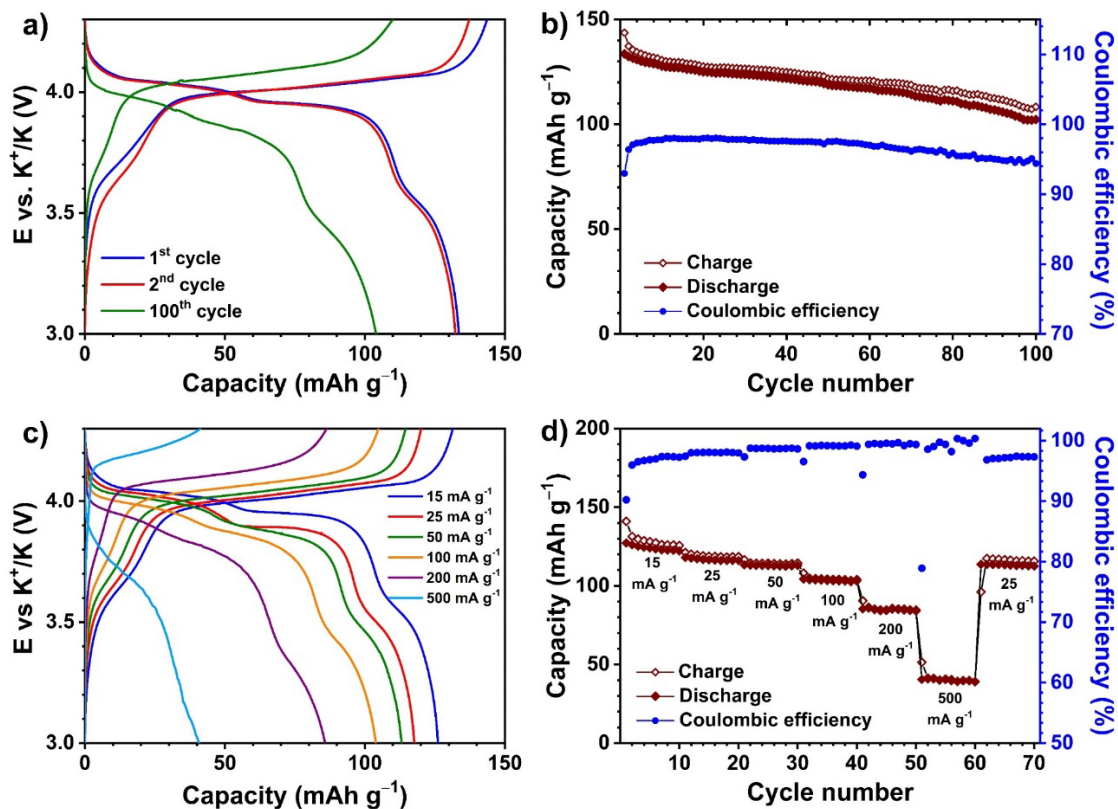 a)
E vs. K⁺/K (V)
4.0
3.5
3.0
1ˢᵗ cycle
2ⁿᵈ cycle
100ᵗʰ cycle
0 50 100 150
Capacity (mAh g⁻¹)
b)
Capacity (mAh g⁻¹)
150
100
50
0
Charge
Discharge
Coulombic efficiency
110
100
90
80
70
Coulombic efficiency (%)
20 40 60 80 100
Cycle number
c)
E vs K⁺/K (V)
4.0
3.5
3.0
15 mA g⁻¹
25 mA g⁻¹
50 mA g⁻¹
100 mA g⁻¹
200 mA g⁻¹
500 mA g⁻¹
0 50 100 150
Capacity (mAh g⁻¹)
d)
Capacity (mAh g⁻¹)
200
150
100
50
0
15
mA g⁻¹
25
mA g⁻¹
50
mA g⁻¹
100
mA g⁻¹
200
mA g⁻¹
500
mA g⁻¹
25
mA g⁻¹
Charge
Discharge
Coulombic efficiency
100
90
80
70
60
50
Coulombic efficiency (%)
10 20 30 40 50 60 70
Cycle number